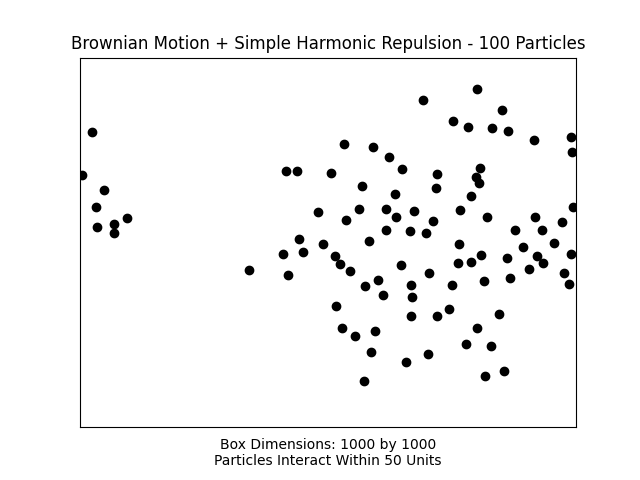 Brownian Motion + Simple Harmonic Repulsion - 100 Particles
Box Dimensions: 1000 by 1000
Particles Interact Within 50 Units